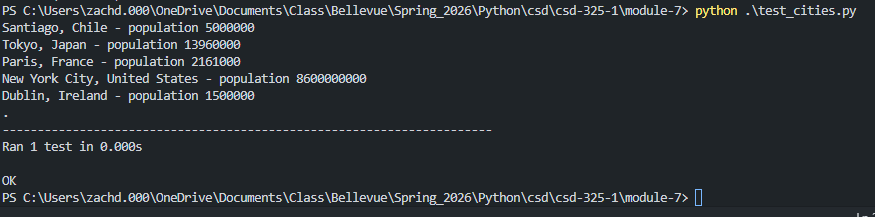 PS C:\Users\zachd.000\OneDrive\Documents\Class\Bellevue\Spring_2026\Python\csd\csd-325-1\module-7> python .\test_cities.py
Santiago, Chile - population 5000000
Tokyo, Japan - population 13960000
Paris, France - population 2161000
New York City, United States - population 8600000000
Dublin, Ireland - population 1500000
.
----------------------------------------------------------------------
Ran 1 test in 0.000s
OK
PS C:\Users\zachd.000\OneDrive\Documents\Class\Bellevue\Spring_2026\Python\csd\csd-325-1\module-7>